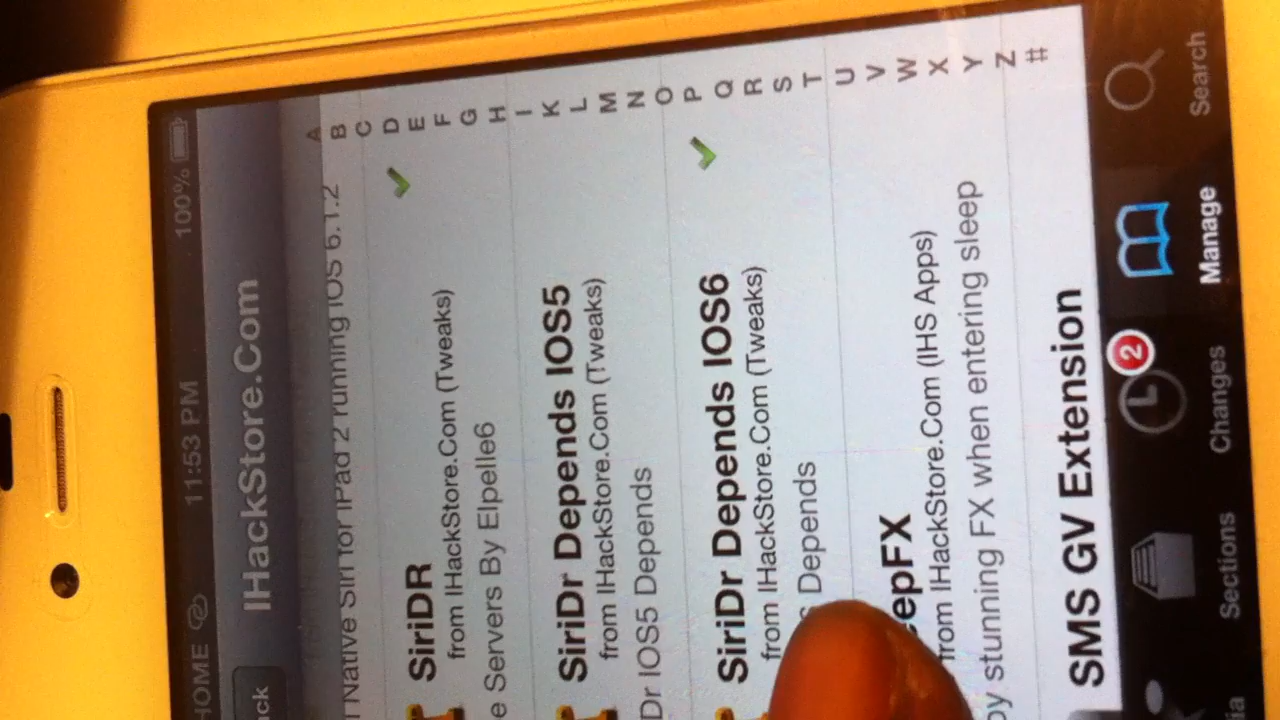 HOME 11:53 PM 100%
ck IHackStore.Com
Native Siri for iPad 2 running iOS 6.1.2
SiriDR
from IHackStore.Com (Tweaks)
e Servers By Elpelle6
SiriDr Depends IOS5
from IHackStore.Com (Tweaks)
Dr IOS5 Depends
SiriDr Depends IOS6
from IHackStore.Com (Tweaks)
Depends
epFX
from IHackStore.Com (IHS Apps)
by stunning FX when entering sleep
SMS GV Extension
A
B
C
D
E
F
G
H
I
K
L
M
N
O
P
Q
R
S
T
U
V
W
X
Y
Z
#
2
ia Sections Changes Manage Search